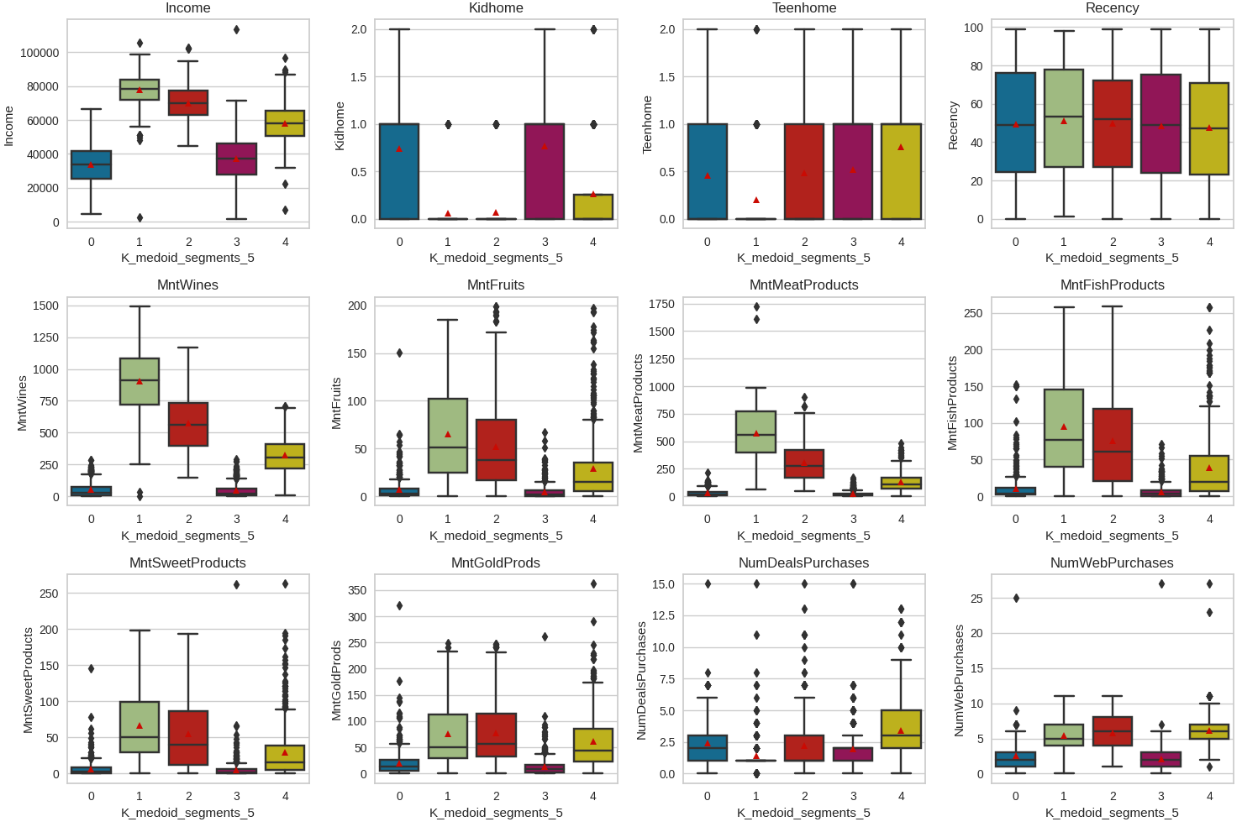 Income
Kidhome
Teenhome
Recency
100000
80000
60000
40000
20000
0
Income
0 1 2 3 4
K_medoid_segments_5
2.0
1.5
1.0
0.5
0.0
Kidhome
0 1 2 3 4
K_medoid_segments_5
2.0
1.5
1.0
0.5
0.0
Teenhome
0 1 2 3 4
K_medoid_segments_5
100
80
60
40
20
0
Recency
0 1 2 3 4
K_medoid_segments_5
MntWines
MntFruits
MntMeatProducts
MntFishProducts
1500
1250
1000
750
500
250
0
MntWines
0 1 2 3 4
K_medoid_segments_5
200
150
100
50
0
MntFruits
0 1 2 3 4
K_medoid_segments_5
1750
1500
1250
1000
750
500
250
0
MntMeatProducts
0 1 2 3 4
K_medoid_segments_5
250
200
150
100
50
0
MntFishProducts
0 1 2 3 4
K_medoid_segments_5
MntSweetProducts
MntGoldProds
NumDealsPurchases
NumWebPurchases
250
200
150
100
50
0
MntSweetProducts
0 1 2 3 4
K_medoid_segments_5
350
300
250
200
150
100
50
0
MntGoldProds
0 1 2 3 4
K_medoid_segments_5
15.0
12.5
10.0
7.5
5.0
2.5
0.0
NumDealsPurchases
0 1 2 3 4
K_medoid_segments_5
25
20
15
10
5
0
NumWebPurchases
0 1 2 3 4
K_medoid_segments_5